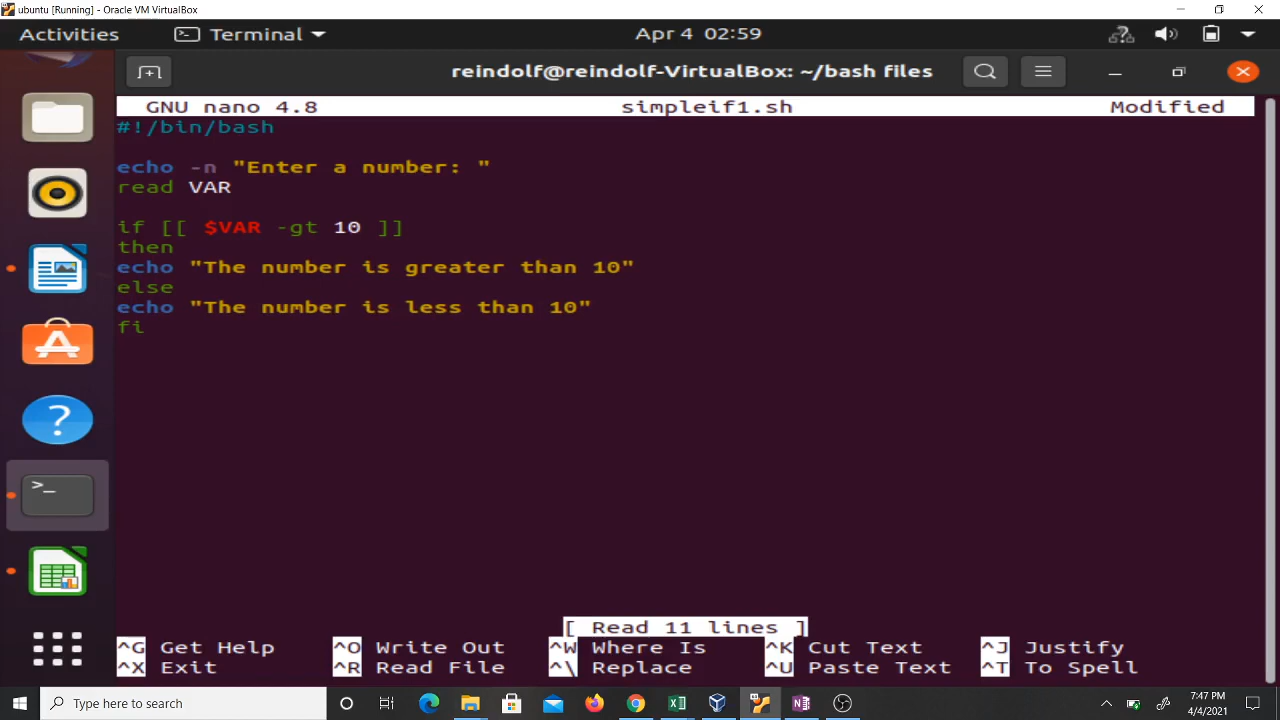 ubuntu [Running] - Oracle VM VirtualBox
Activities Terminal Apr 4 02:59
reindolf@reindolf-VirtualBox: ~/bash files
GNU nano 4.8 simpleif1.sh Modified
#!/bin/bash
echo -n "Enter a number: "
read VAR
if [[ $VAR -gt 10 ]]
then
echo "The number is greater than 10"
else
echo "The number is less than 10"
fi
[ Read 11 lines ]
^G Get Help ^O Write Out ^W Where Is ^K Cut Text ^J Justify
^X Exit ^R Read File ^\ Replace ^U Paste Text ^T To Spell
Type here to search
7:47 PM
4/4/2021